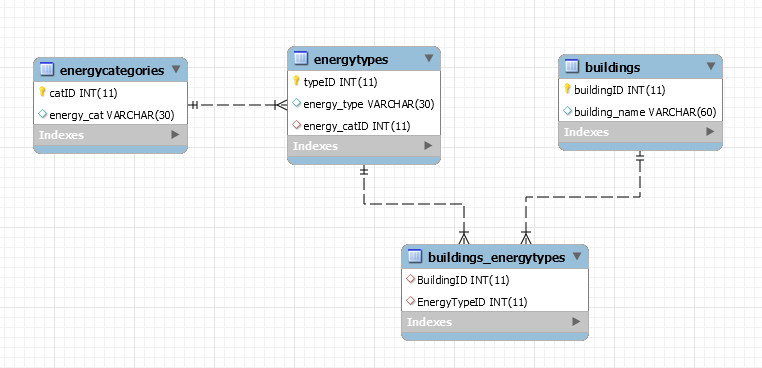 energycategories
catID INT(11)
energy_cat VARCHAR(30)
Indexes
energytypes
typeID INT(11)
energy_type VARCHAR(30)
energy_catID INT(11)
Indexes
buildings
buildingID INT(11)
building_name VARCHAR(60)
Indexes
buildings_energytypes
BuildingID INT(11)
EnergyTypeID INT(11)
Indexes